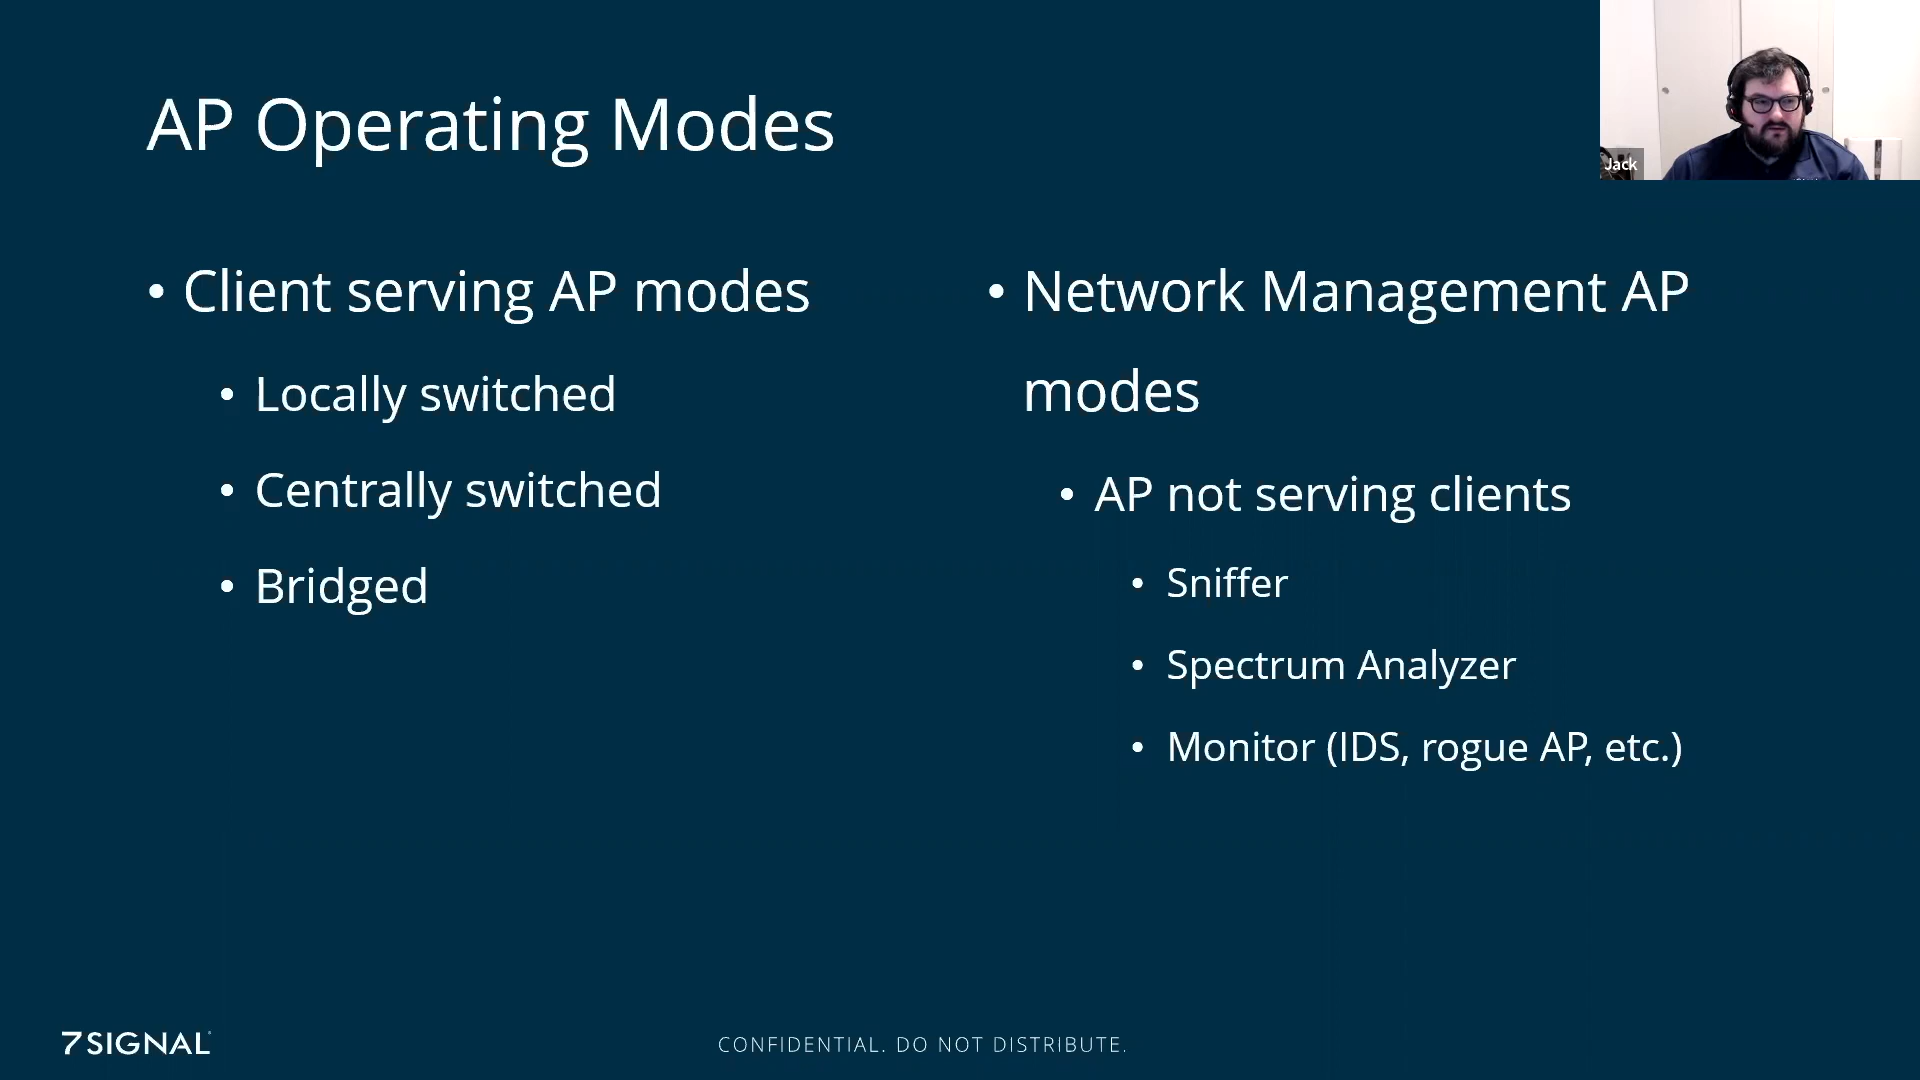 AP Operating Modes
Jack
• Client serving AP modes
• Locally switched
• Centrally switched
• Bridged
• Network Management AP
modes
• AP not serving clients
• Sniffer
• Spectrum Analyzer
• Monitor (IDS, rogue AP, etc.)
7SIGNAL
CONFIDENTIAL. DO NOT DISTRIBUTE.